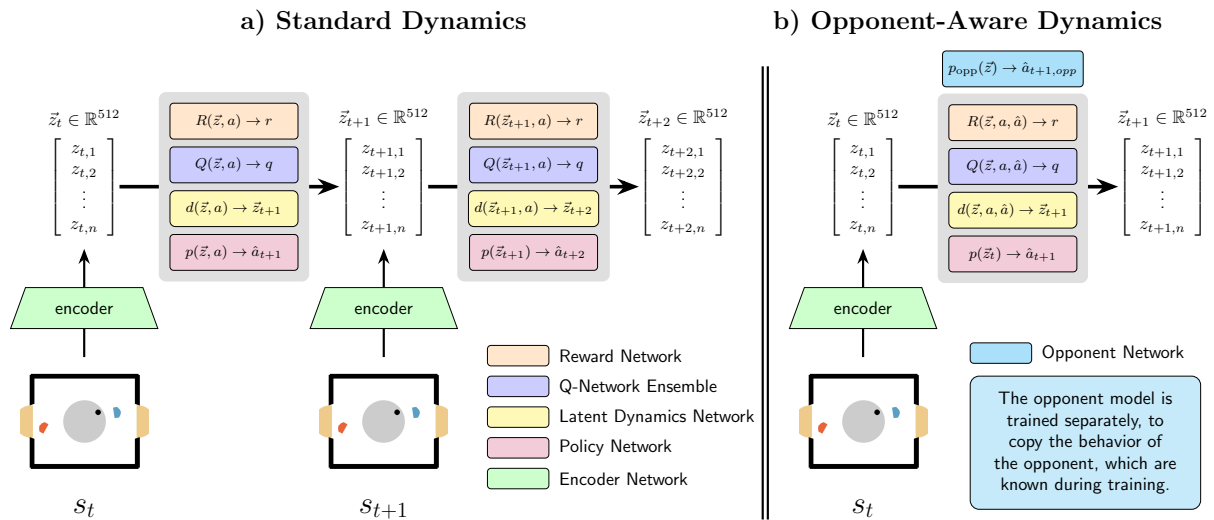 a) Standard Dynamics
z⃗_t ∈ ℝ^512
z_{t,1}
z_{t,2}
⋮
z_{t,n}
R(z⃗, a) → r
Q(z⃗, a) → q
d(z⃗, a) → z⃗_{t+1}
p(z⃗, a) → â_{t+1}
z⃗_{t+1} ∈ ℝ^512
z_{t+1,1}
z_{t+1,2}
⋮
z_{t+1,n}
R(z⃗_{t+1}, a) → r
Q(z⃗_{t+1}, a) → q
d(z⃗_{t+1}, a) → z⃗_{t+2}
p(z⃗_{t+1}) → â_{t+2}
z⃗_{t+2} ∈ ℝ^512
z_{t+2,1}
z_{t+2,2}
⋮
z_{t+2,n}
encoder
encoder
s_t
s_{t+1}
Reward Network
Q-Network Ensemble
Latent Dynamics Network
Policy Network
Encoder Network
b) Opponent-Aware Dynamics
p_opp(z⃗) → â_{t+1,opp}
z⃗_t ∈ ℝ^512
z_{t,1}
z_{t,2}
⋮
z_{t,n}
R(z⃗, a, â) → r
Q(z⃗, a, â) → q
d(z⃗, a, â) → z⃗_{t+1}
p(z⃗_t) → â_{t+1}
z⃗_{t+1} ∈ ℝ^512
z_{t+1,1}
z_{t+1,2}
⋮
z_{t+1,n}
encoder
s_t
Opponent Network
The opponent model is
trained separately, to
copy the behavior of
the opponent, which are
known during training.